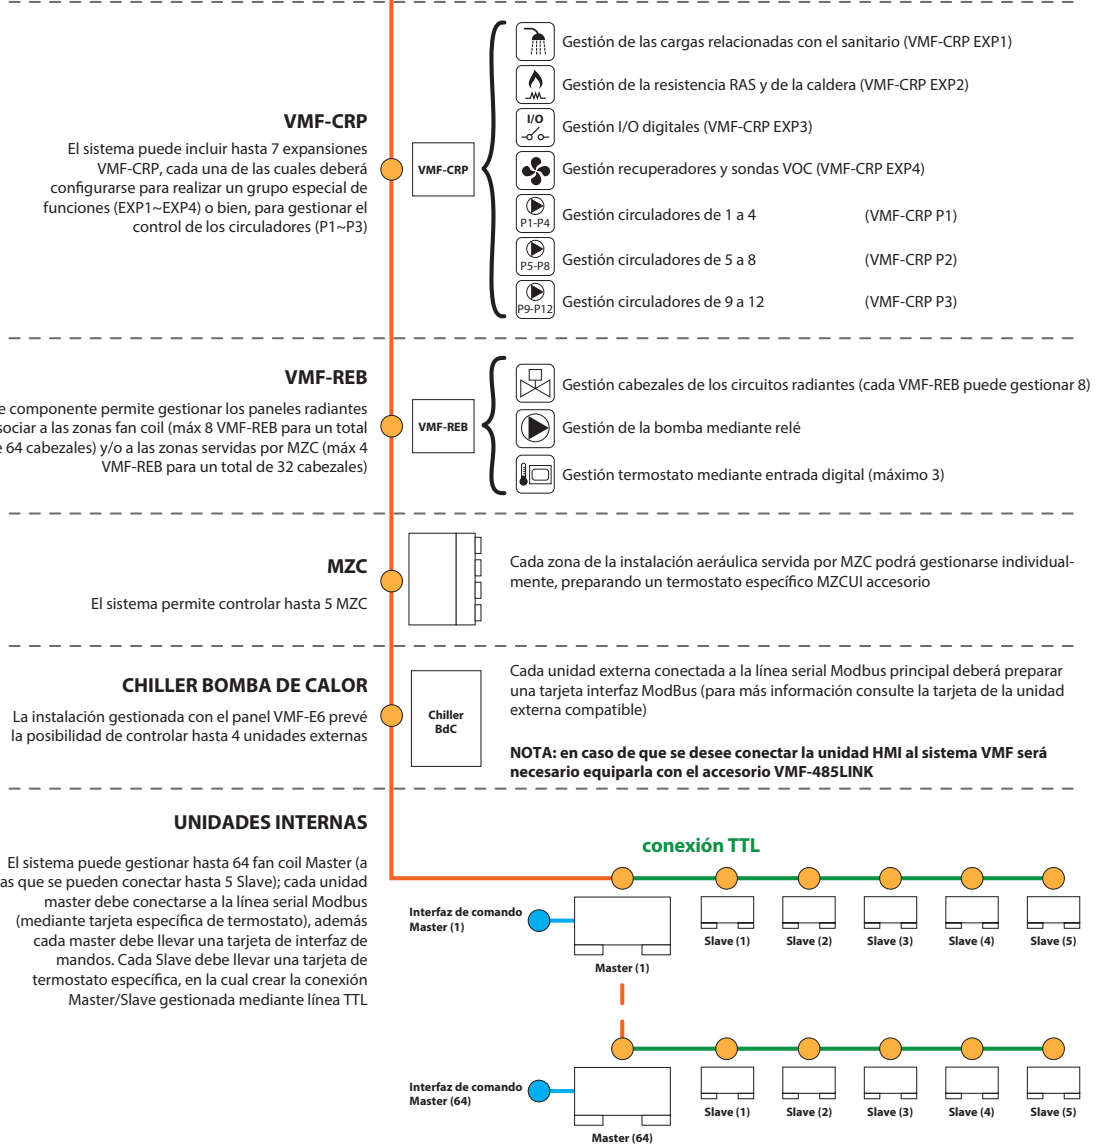 VMF-CRP
El sistema puede incluir hasta 7 expansiones
VMF-CRP, cada una de las cuales deberá
configurarse para realizar un grupo especial de
funciones (EXP1~EXP4) o bien, para gestionar el
control de los circuladores (P1~P3)
VMF-CRP
Gestión de las cargas relacionadas con el sanitario (VMF-CRP EXP1)
Gestión de la resistencia RAS y de la caldera (VMF-CRP EXP2)
I/O
Gestión I/O digitales (VMF-CRP EXP3)
Gestión recuperadores y sondas VOC (VMF-CRP EXP4)
P1-P4
Gestión circuladores de 1 a 4 (VMF-CRP P1)
P5-P8
Gestión circuladores de 5 a 8 (VMF-CRP P2)
P9-P12
Gestión circuladores de 9 a 12 (VMF-CRP P3)
VMF-REB
e componente permite gestionar los paneles radiantes
sociar a las zonas fan coil (máx 8 VMF-REB para un total
e 64 cabezales) y/o a las zonas servidas por MZC (máx 4
VMF-REB para un total de 32 cabezales)
VMF-REB
Gestión cabezales de los circuitos radiantes (cada VMF-REB puede gestionar 8)
Gestión de la bomba mediante relé
Gestión termostato mediante entrada digital (máximo 3)
MZC
El sistema permite controlar hasta 5 MZC
Cada zona de la instalación aeráulica servida por MZC podrá gestionarse individual-
mente, preparando un termostato específico MZCUI accesorio
CHILLER BOMBA DE CALOR
La instalación gestionada con el panel VMF-E6 prevé
la posibilidad de controlar hasta 4 unidades externas
Chiller
BdC
Cada unidad externa conectada a la línea serial Modbus principal deberá preparar
una tarjeta interfaz ModBus (para más información consulte la tarjeta de la unidad
externa compatible)
NOTA: en caso de que se desee conectar la unidad HMI al sistema VMF será
necesario equiparla con el accesorio VMF-485LINK
UNIDADES INTERNAS
El sistema puede gestionar hasta 64 fan coil Master (a
as que se pueden conectar hasta 5 Slave); cada unidad
master debe conectarse a la línea serial Modbus
(mediante tarjeta específica de termostato), además
cada master debe llevar una tarjeta de interfaz de
mandos. Cada Slave debe llevar una tarjeta de
termostato específica, en la cual crear la conexión
Master/Slave gestionada mediante línea TTL
conexión TTL
Interfaz de comando
Master (1)
Master (1)
Slave (1)
Slave (2)
Slave (3)
Slave (4)
Slave (5)
Interfaz de comando
Master (64)
Master (64)
Slave (1)
Slave (2)
Slave (3)
Slave (4)
Slave (5)